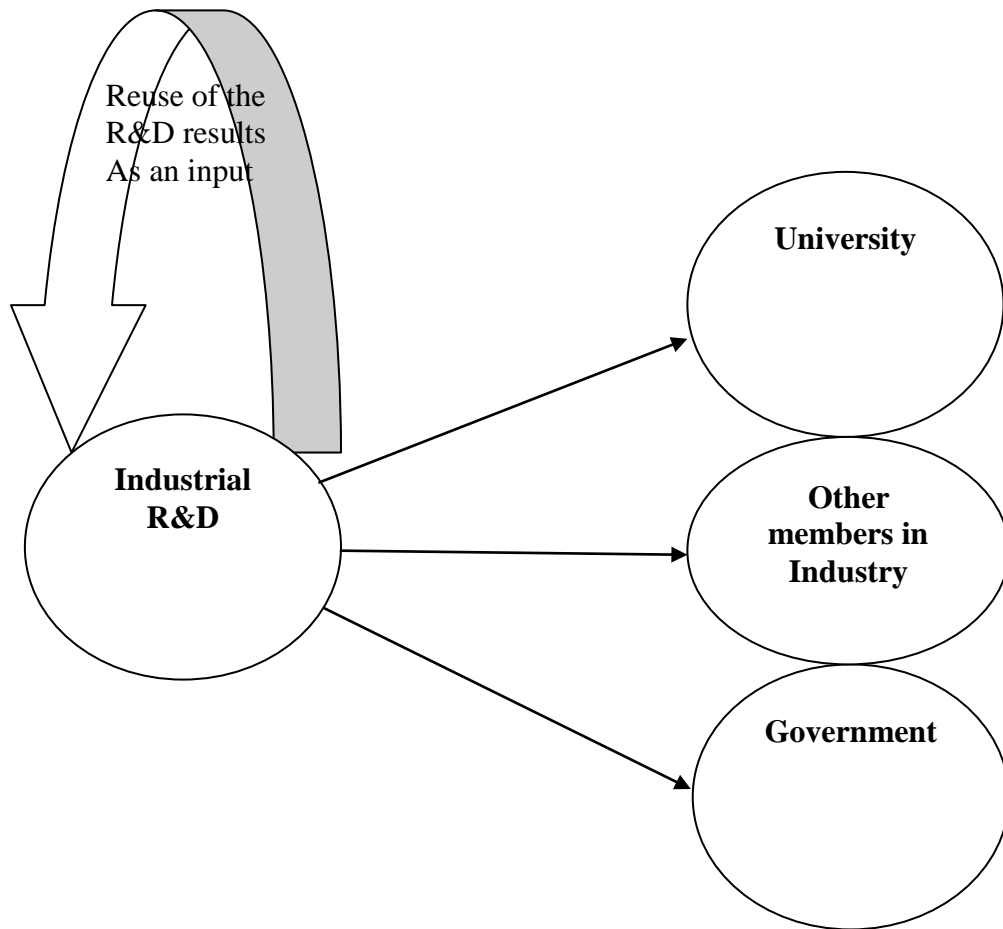 Reuse of the
R&D results
As an input
University
Industrial
R&D
Other
members in
Industry
Government